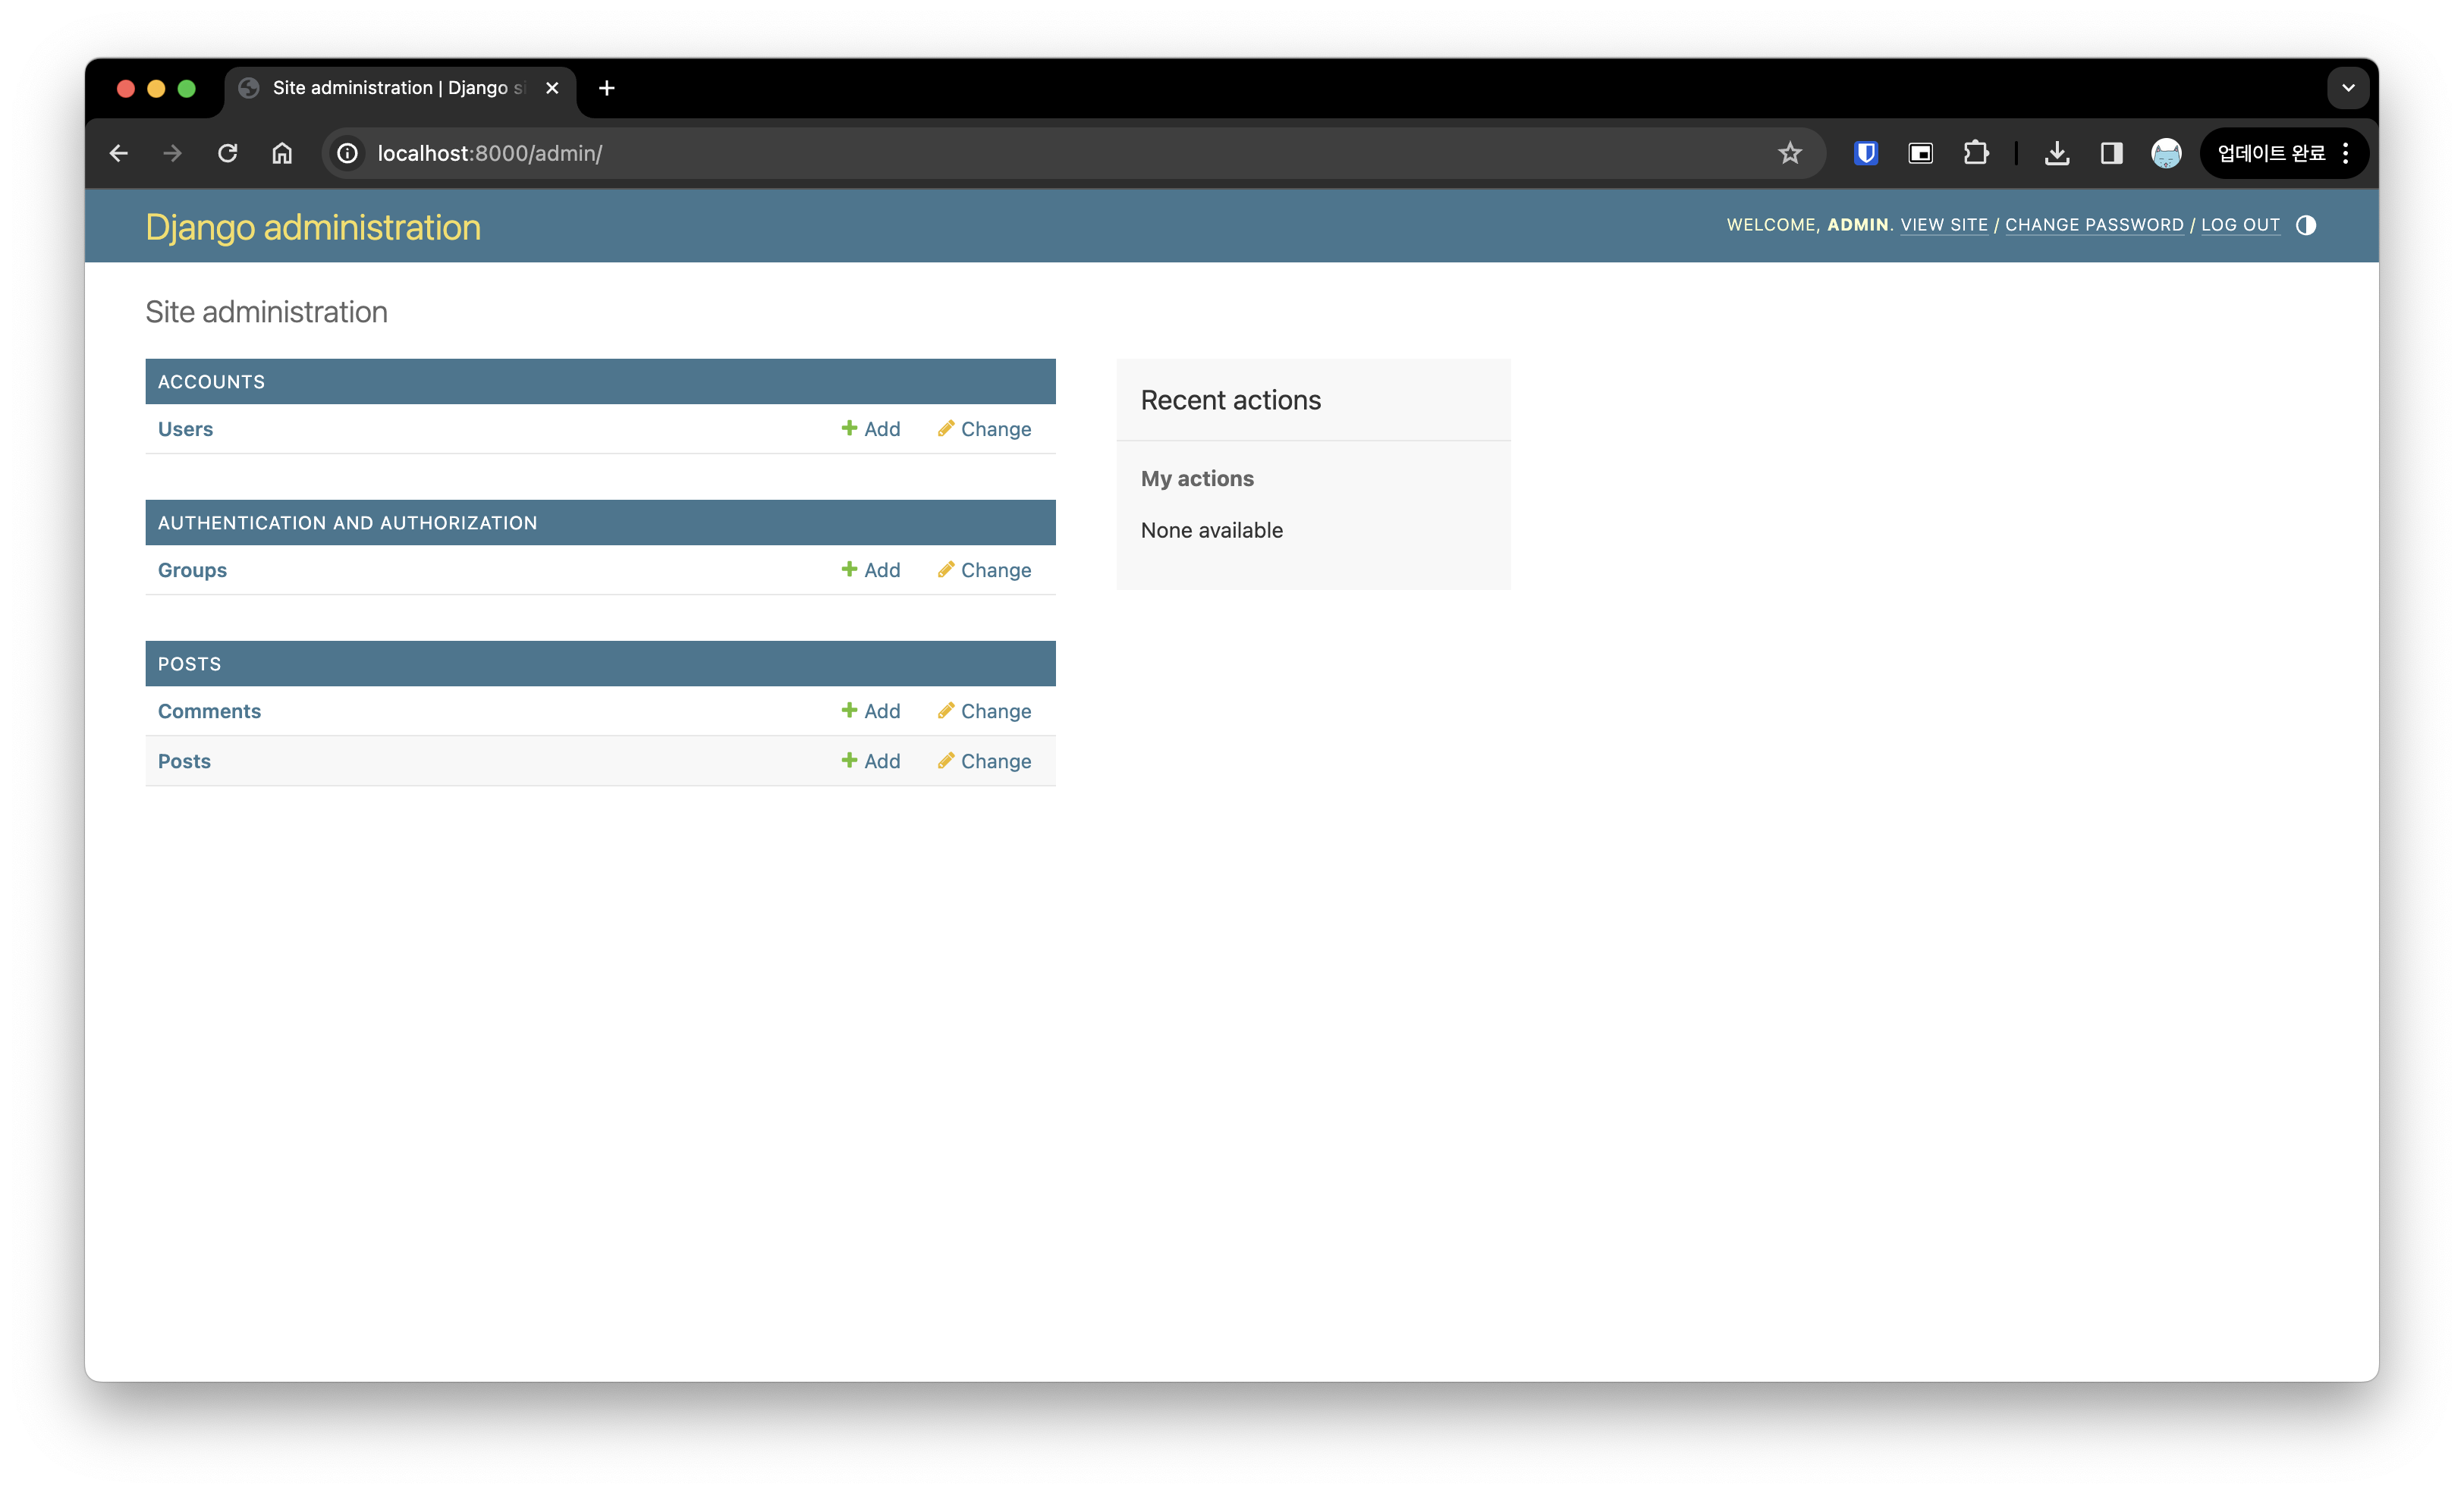 Site administration | Django s
localhost:8000/admin/
업데이트 완료
Django administration
WELCOME, ADMIN. VIEW SITE / CHANGE PASSWORD / LOG OUT
Site administration
ACCOUNTS
Users Add Change
AUTHENTICATION AND AUTHORIZATION
Groups Add Change
POSTS
Comments Add Change
Posts Add Change
Recent actions
My actions
None available